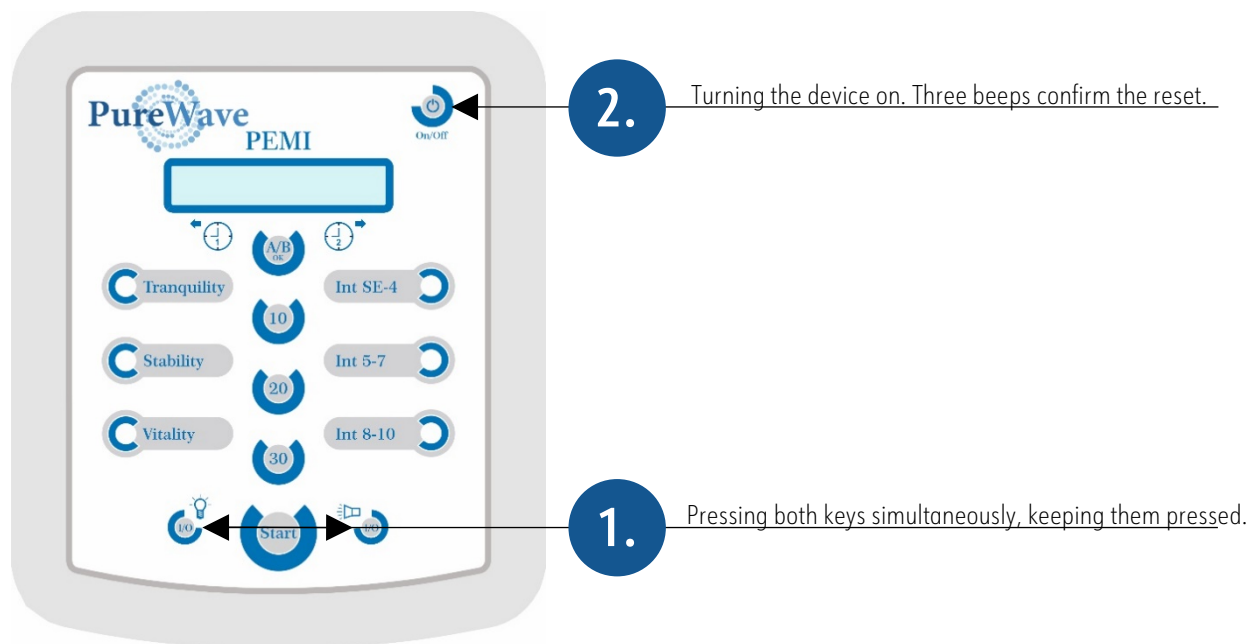 PureWave
PEMI
On/Off
2.
Turning the device on. Three beeps confirm the reset.
1
2
A/B
OK
Tranquility
Int SE-4
10
Stability
Int 5-7
20
Vitality
Int 8-10
30
I/O
Start
I/O
1.
Pressing both keys simultaneously, keeping them pressed.